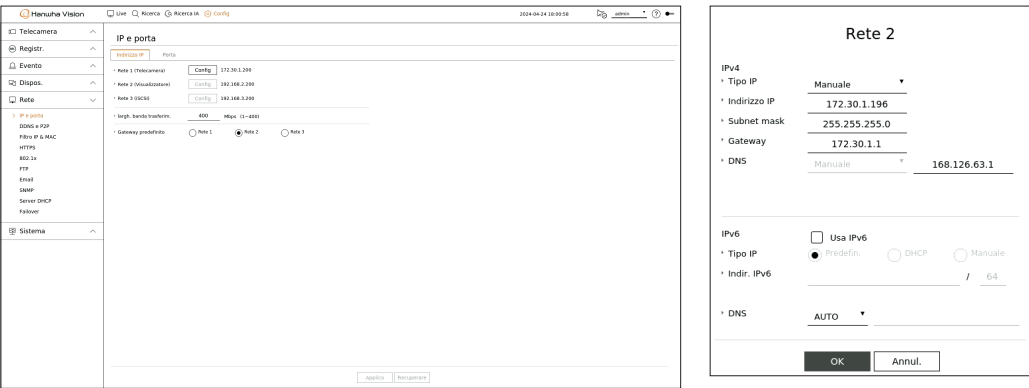 Hanwha Vision
Live Ricerca Ricerca IA Config
2024-04-24 18:00:58
admin
Telecamera
Registr.
Evento
Dispos.
Rete
IP e porta
DDNS e P2P
Filtro IP & MAC
HTTPS
802.1x
FTP
Email
SNMP
Server DHCP
Failover
Sistema
IP e porta
Indirizzo IP Porta
Rete 1 (Telecamera) Config 172.30.1.200
Rete 2 (Visualizzatore) Config 192.168.2.200
Rete 3 (iSCSI) Config 192.168.3.200
largh. banda trasferim. 400 Mbps (1~400)
Gateway predefinito Rete 1 Rete 2 Rete 3
Applica Recuperare
Rete 2
IPv4
Tipo IP Manuale
Indirizzo IP 172.30.1.196
Subnet mask 255.255.255.0
Gateway 172.30.1.1
DNS Manuale 168.126.63.1
IPv6 Usa IPv6
Tipo IP Predefin. DHCP Manuale
Indir. IPv6 / 64
DNS AUTO
OK Annul.